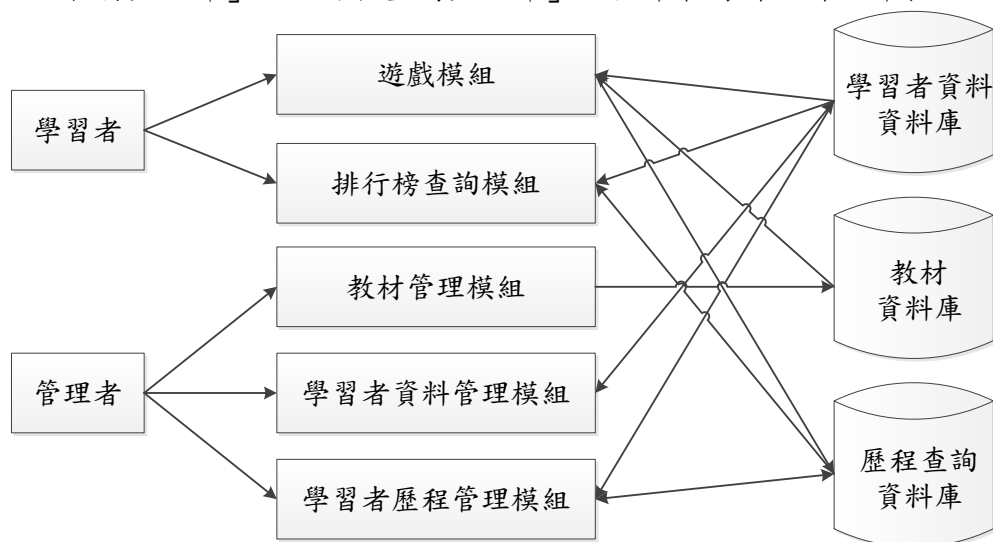 學習者
遊戲模組
排行榜查詢模組
教材管理模組
管理者
學習者資料管理模組
學習者歷程管理模組
學習者資料
資料庫
教材
資料庫
歷程查詢
資料庫